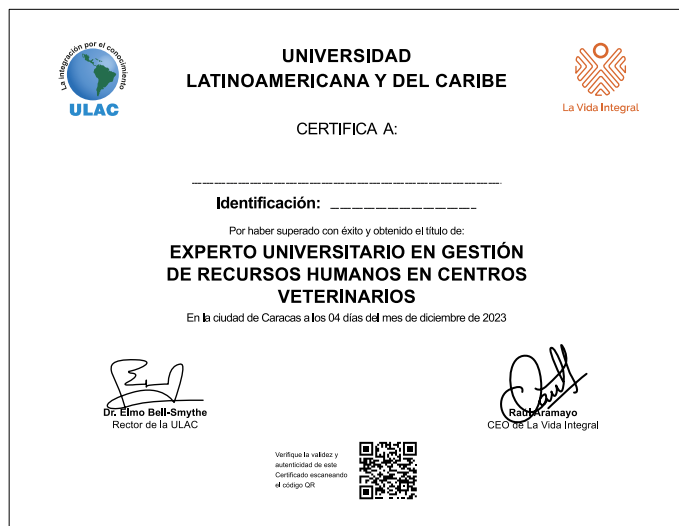 La integración por el conocimiento
ULAC
UNIVERSIDAD
LATINOAMERICANA Y DEL CARIBE
La Vida Integral
CERTIFICA A:
Identificación:
Por haber superado con éxito y obtenido el título de:
EXPERTO UNIVERSITARIO EN GESTIÓN
DE RECURSOS HUMANOS EN CENTROS
VETERINARIOS
En la ciudad de Caracas a los 04 días del mes de diciembre de 2023
Dr. Elmo Bell-Smythe
Rector de la ULAC
Raúl Aramayo
CEO de La Vida Integral
Verifique la validez y
autenticidad de este
Certificado escaneando
el código QR